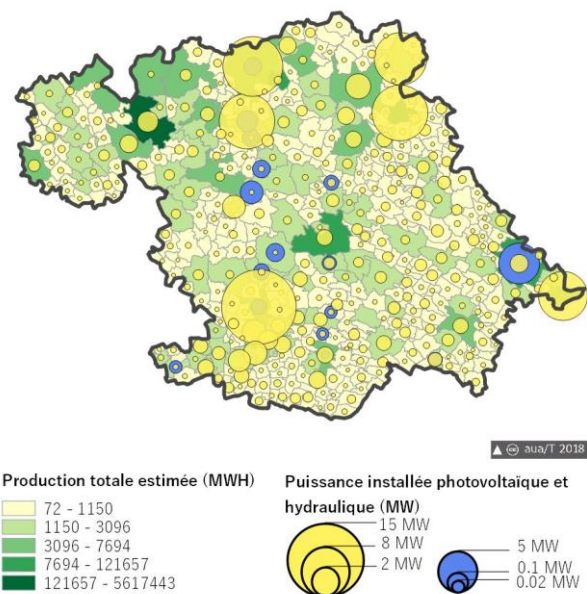 ▲ cc aua/T 2018
Production totale estimée (MWH)
72 - 1150
1150 - 3096
3096 - 7694
7694 - 121657
121657 - 5617443
Puissance installée photovoltaïque et
hydraulique (MW)
15 MW
8 MW
2 MW
5 MW
0.1 MW
0.02 MW